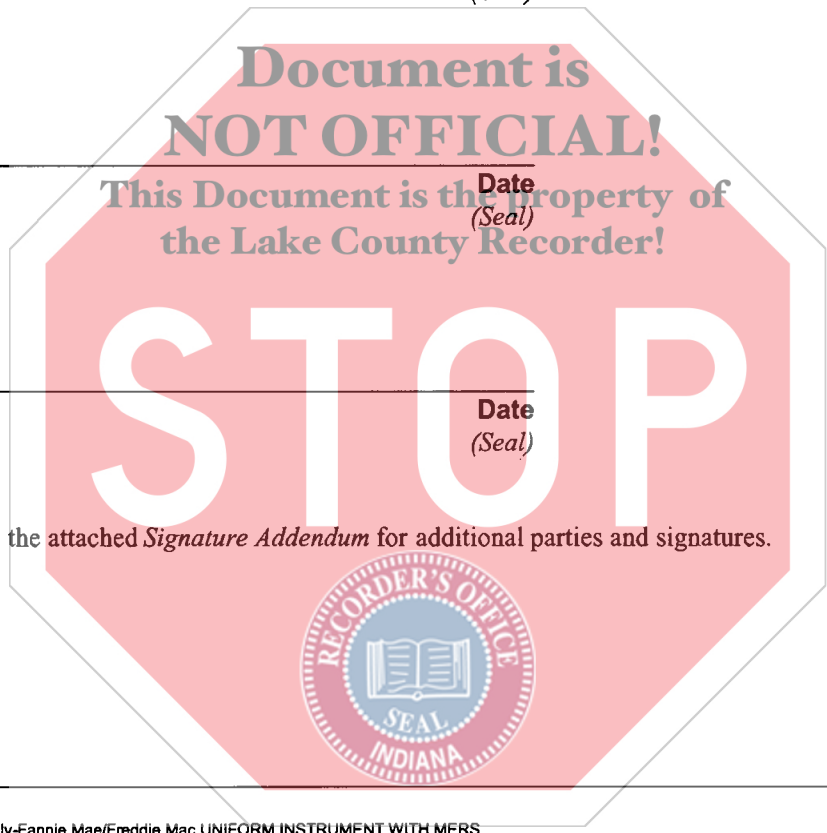 Document is
NOT OFFICIAL!
Date
This Document is the property of
(Seal)
the Lake County Recorder!
STOP
Date
(Seal)
the attached Signature Addendum for additional parties and signatures.
RECORDER'S OFFICE
SEAL
INDIANA
ly-Fannie Mae/Freddie Mac UNIFORM INSTRUMENT WITH MERS